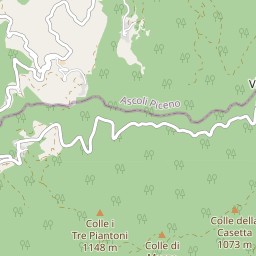 Ascoli Piceno
V
Colle i
Tre Piantoni
1148 m
Colle della
Casetta
1073 m
Colle di